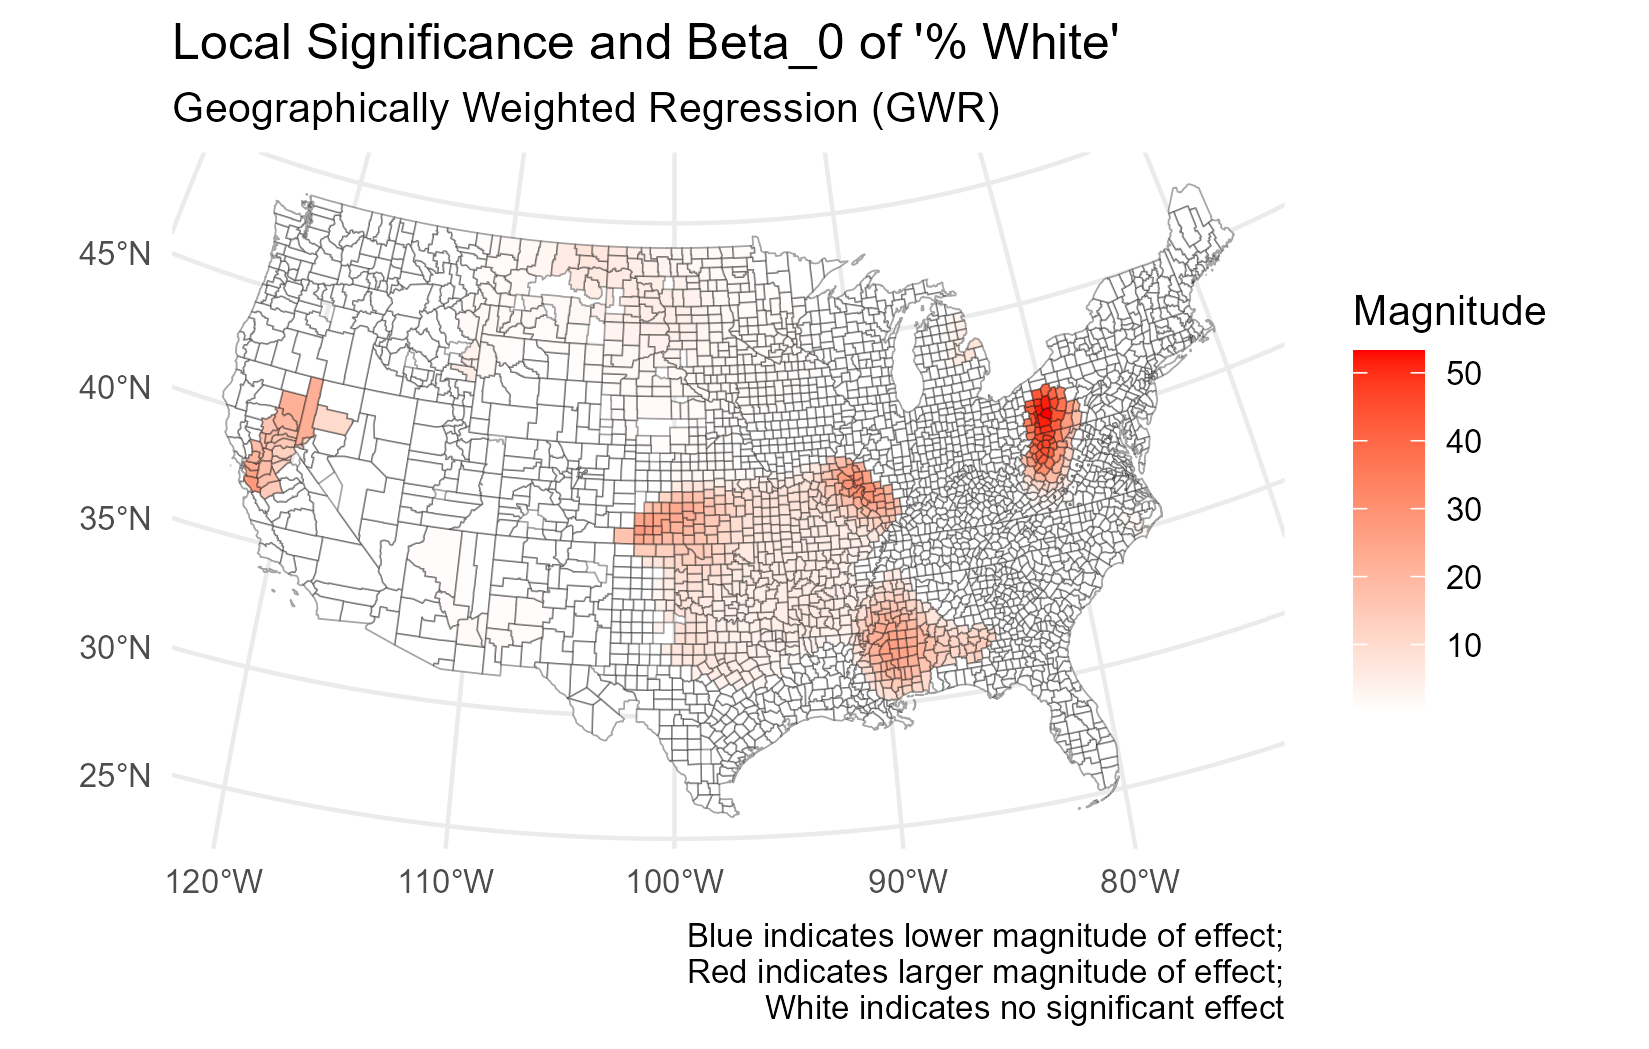 Local Significance and Beta_0 of '% White'
Geographically Weighted Regression (GWR)
45°N
40°N
35°N
30°N
25°N
120°W
110°W
100°W
90°W
80°W
Magnitude
50
40
30
20
10
Blue indicates lower magnitude of effect;
Red indicates larger magnitude of effect;
White indicates no significant effect